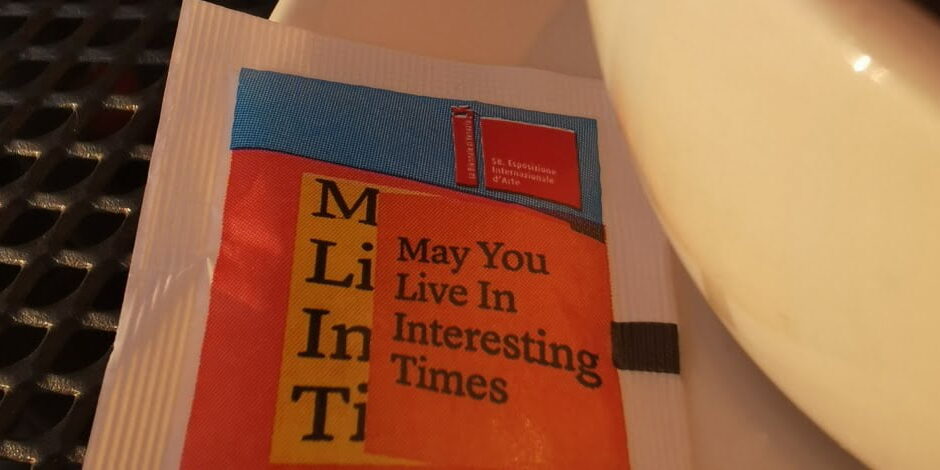 58. Esposizione
Internazionale
d'Arte
M
Li
In
Ti
May You
Live In
Interesting
Times